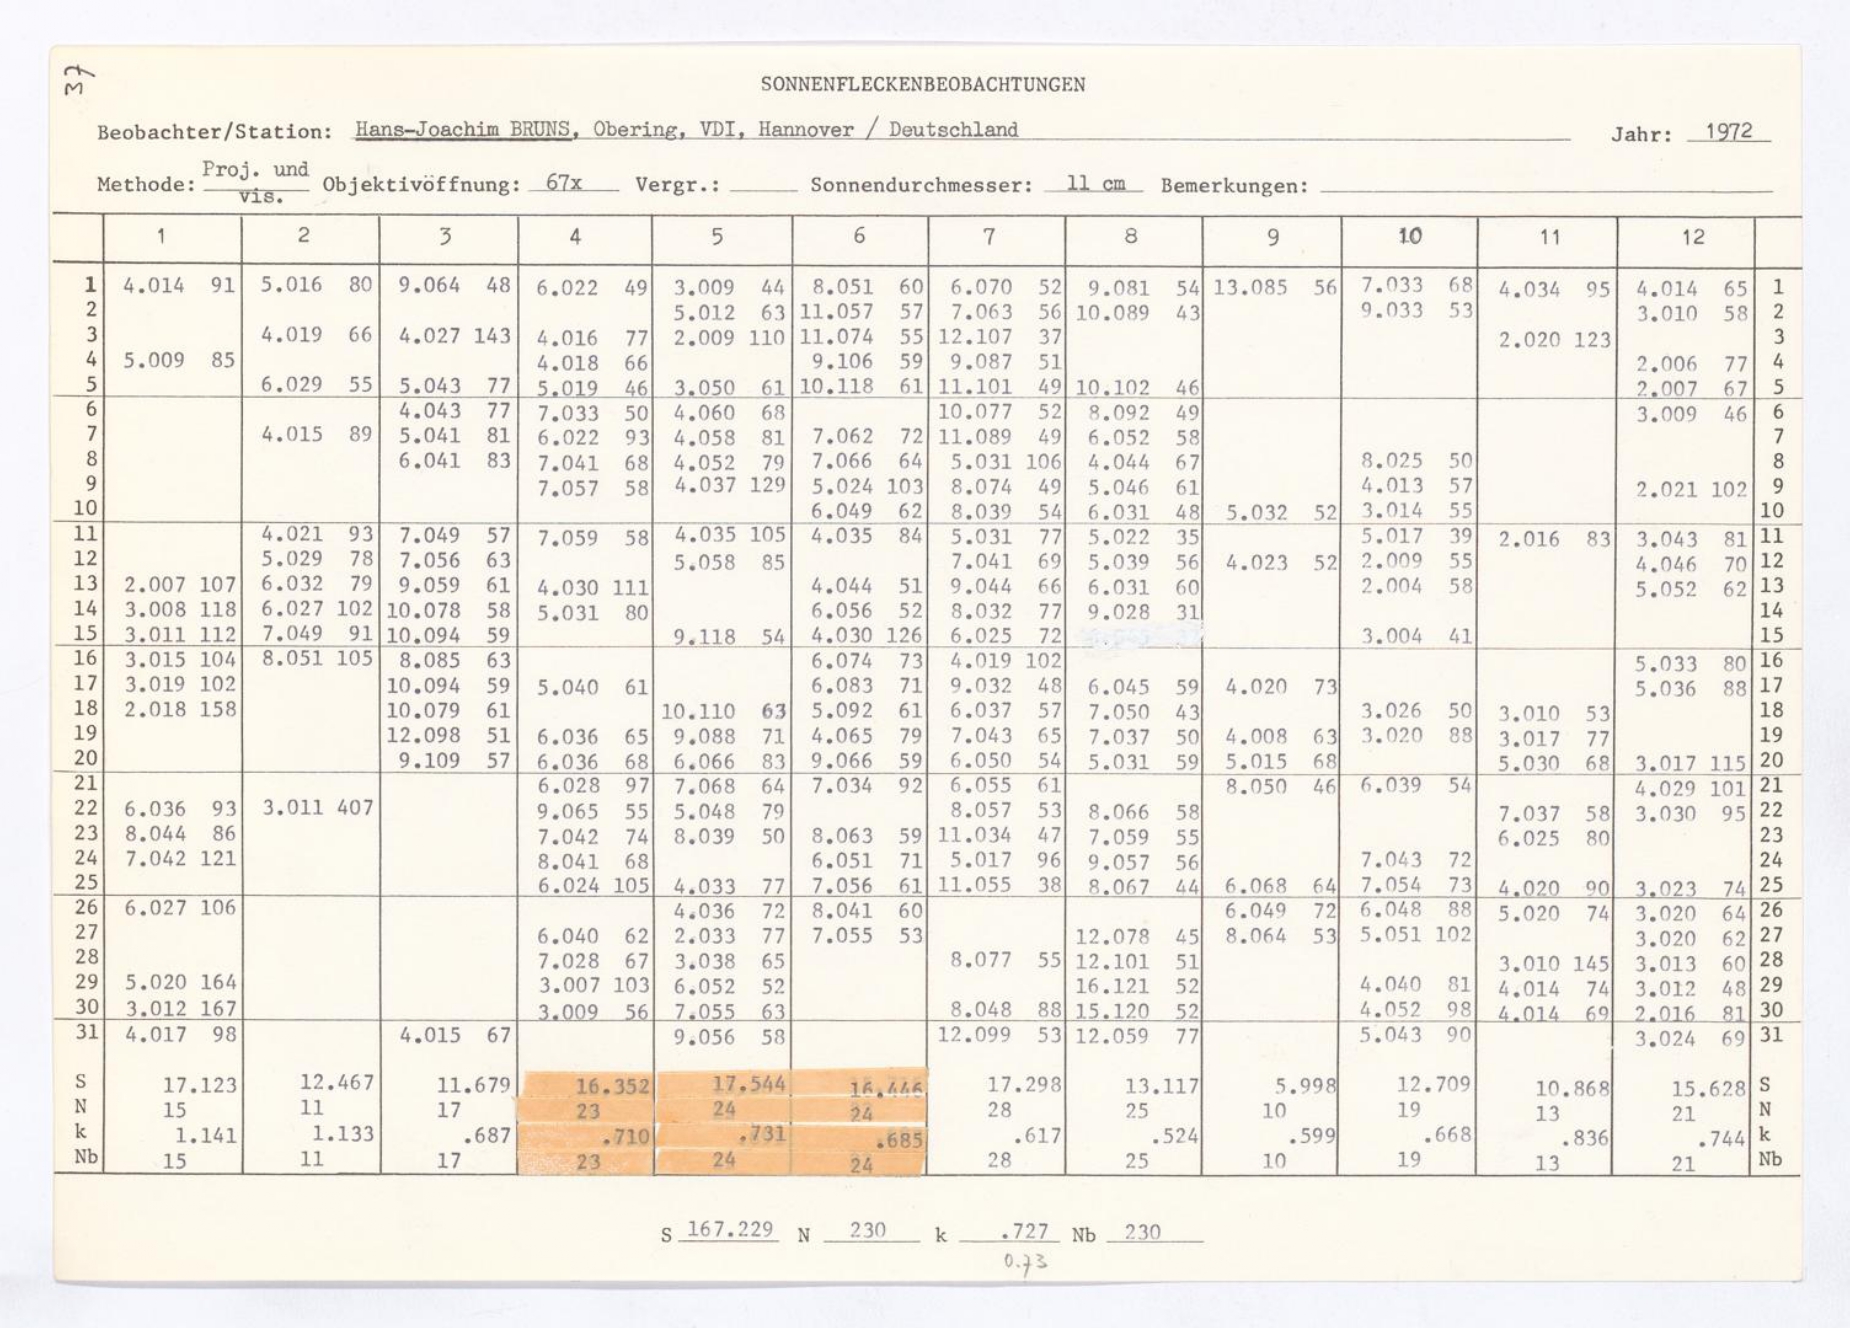 37
SONNENFLECKENBEOBACHTUNGEN
Beobachter/Station: Hans-Joachim BRUNS, Obering, VDI, Hannover / Deutschland Jahr: 1972
Methode: Proj. und vis. Objektivöffnung: 67x Vergr.: Sonnendurchmesser: 11 cm Bemerkungen:
1 2 3 4 5 6 7 8 9 10 11 12
1 4.014 91 5.016 80 9.064 48 6.022 49 3.009 44 8.051 60 6.070 52 9.081 54 13.085 56 7.033 68 4.034 95 4.014 65 1
2 5.012 63 11.057 57 7.063 56 10.089 43 9.033 53 3.010 58 2
3 4.019 66 4.027 143 4.016 77 2.009 110 11.074 55 12.107 37 2.020 123 3
4 5.009 85 4.018 66 9.106 59 9.087 51 2.006 77 4
5 6.029 55 5.043 77 5.019 46 3.050 61 10.118 61 11.101 49 10.102 46 2.007 67 5
6 4.043 77 7.033 50 4.060 68 10.077 52 8.092 49 3.009 46 6
7 4.015 89 5.041 81 6.022 93 4.058 81 7.062 72 11.089 49 6.052 58 7
8 6.041 83 7.041 68 4.052 79 7.066 64 5.031 106 4.044 67 8.025 50 8
9 7.057 58 4.037 129 5.024 103 8.074 49 5.046 61 4.013 57 2.021 102 9
10 6.049 62 8.039 54 6.031 48 5.032 52 3.014 55 10
11 4.021 93 7.049 57 7.059 58 4.035 105 4.035 84 5.031 77 5.022 35 5.017 39 2.016 83 3.043 81 11
12 5.029 78 7.056 63 5.058 85 7.041 69 5.039 56 4.023 52 2.009 55 4.046 70 12
13 2.007 107 6.032 79 9.059 61 4.030 111 4.044 51 9.044 66 6.031 60 2.004 58 5.052 62 13
14 3.008 118 6.027 102 10.078 58 5.031 80 6.056 52 8.032 77 9.028 31 14
15 3.011 112 7.049 91 10.094 59 9.118 54 4.030 126 6.025 72 3.004 41 15
16 3.015 104 8.051 105 8.085 63 6.074 73 4.019 102 5.033 80 16
17 3.019 102 10.094 59 5.040 61 6.083 71 9.032 48 6.045 59 4.020 73 5.036 88 17
18 2.018 158 10.079 61 10.110 63 5.092 61 6.037 57 7.050 43 3.026 50 3.010 53 18
19 12.098 51 6.036 65 9.088 71 4.065 79 7.043 65 7.037 50 4.008 63 3.020 88 3.017 77 19
20 9.109 57 6.036 68 6.066 83 9.066 59 6.050 54 5.031 59 5.015 68 5.030 68 3.017 115 20
21 6.028 97 7.068 64 7.034 92 6.055 61 8.050 46 6.039 54 4.029 101 21
22 6.036 93 3.011 407 9.065 55 5.048 79 8.057 53 8.066 58 7.037 58 3.030 95 22
23 8.044 86 7.042 74 8.039 50 8.063 59 11.034 47 7.059 55 6.025 80 23
24 7.042 121 8.041 68 6.051 71 5.017 96 9.057 56 7.043 72 24
25 6.024 105 4.033 77 7.056 61 11.055 38 8.067 44 6.068 64 7.054 73 4.020 90 3.023 74 25
26 6.027 106 4.036 72 8.041 60 6.049 72 6.048 88 5.020 74 3.020 64 26
27 6.040 62 2.033 77 7.055 53 12.078 45 8.064 53 5.051 102 3.020 62 27
28 7.028 67 3.038 65 8.077 55 12.101 51 3.010 145 3.013 60 28
29 5.020 164 3.007 103 6.052 52 16.121 52 4.040 81 4.014 74 3.012 48 29
30 3.012 167 3.009 56 7.055 63 8.048 88 15.120 52 4.052 98 4.014 69 2.016 81 30
31 4.017 98 4.015 67 9.056 58 12.099 53 12.059 77 5.043 90 3.024 69 31
S 17.123 12.467 11.679 16.352 17.544 16.446 17.298 13.117 5.998 12.709 10.868 15.628 S
N 15 11 17 23 24 24 28 25 10 19 13 21 N
k 1.141 1.133 .687 .710 .731 .685 .617 .524 .599 .668 .836 .744 k
Nb 15 11 17 23 24 24 28 25 10 19 13 21 Nb
S 167.229 N 230 k .727 Nb 230
0.73